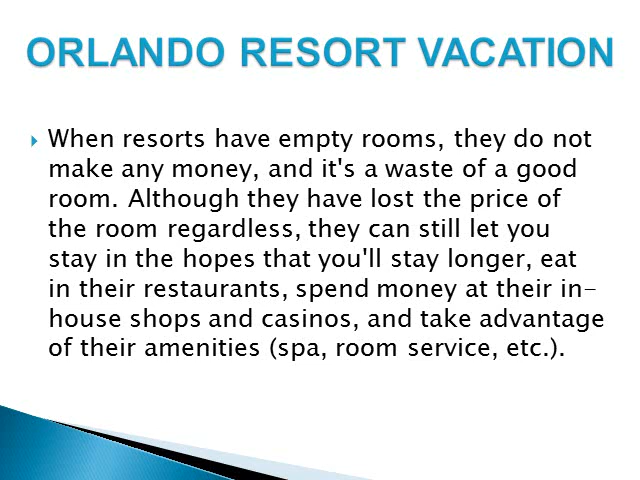 ORLANDO RESORT VACATION
When resorts have empty rooms, they do not
make any money, and it's a waste of a good
room. Although they have lost the price of
the room regardless, they can still let you
stay in the hopes that you'll stay longer, eat
in their restaurants, spend money at their in-
house shops and casinos, and take advantage
of their amenities (spa, room service, etc.).